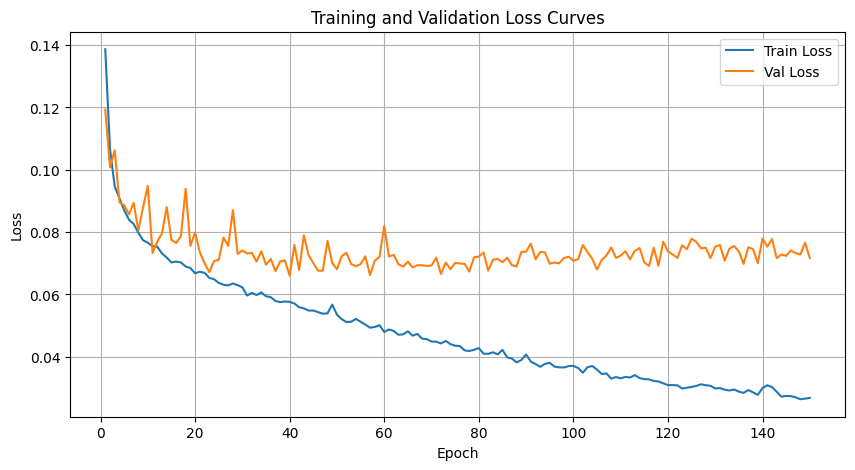 Training and Validation Loss Curves
Train Loss
Val Loss
Loss
0.14
0.12
0.10
0.08
0.06
0.04
0
20
40
60
80
100
120
140
Epoch